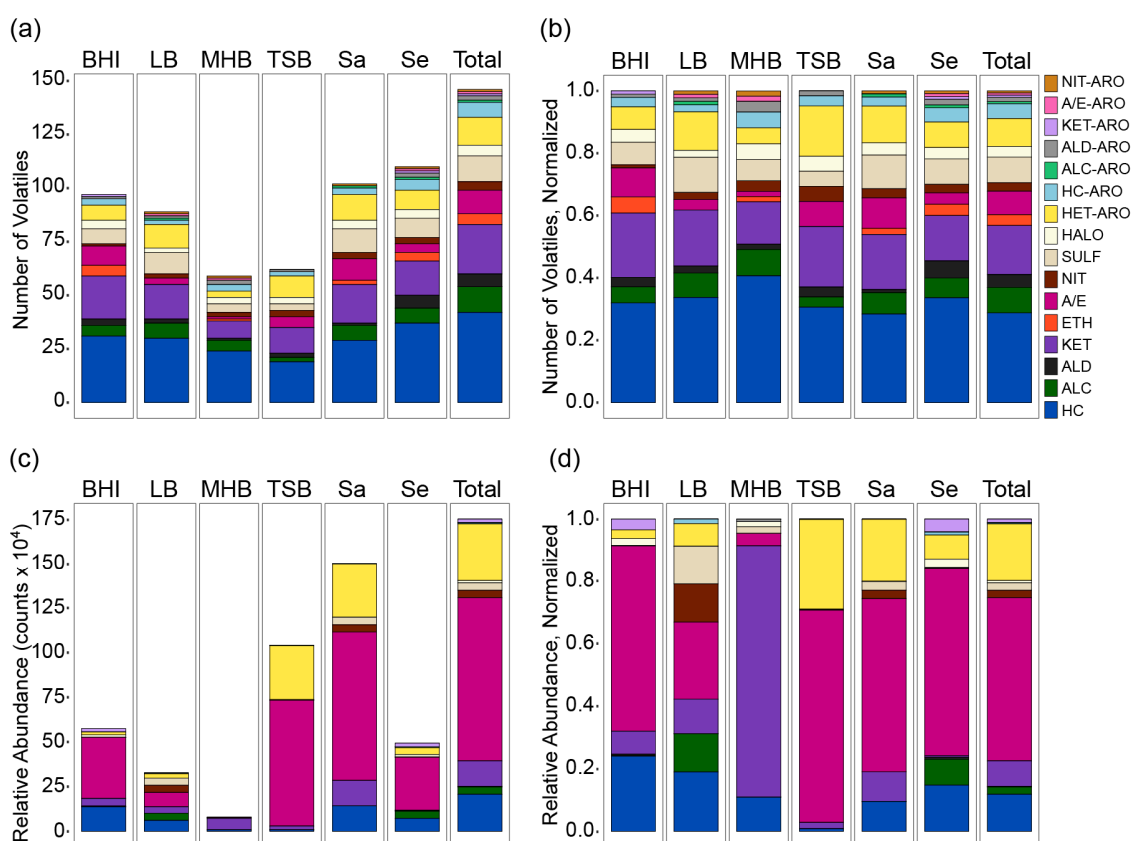 (a)
BHI LB MHB TSB Sa Se Total
Number of Volatiles
150
125
100
75
50
25
0
(b)
BHI LB MHB TSB Sa Se Total
Number of Volatiles, Normalized
1.0
0.8
0.6
0.4
0.2
0.0
NIT-ARO
A/E-ARO
KET-ARO
ALD-ARO
ALC-ARO
HC-ARO
HET-ARO
HALO
SULF
NIT
A/E
ETH
KET
ALD
ALC
HC
(c)
BHI LB MHB TSB Sa Se Total
Relative Abundance (counts x 10⁴)
175
150
125
100
75
50
25
0
(d)
BHI LB MHB TSB Sa Se Total
Relative Abundance, Normalized
1.0
0.8
0.6
0.4
0.2
0.0